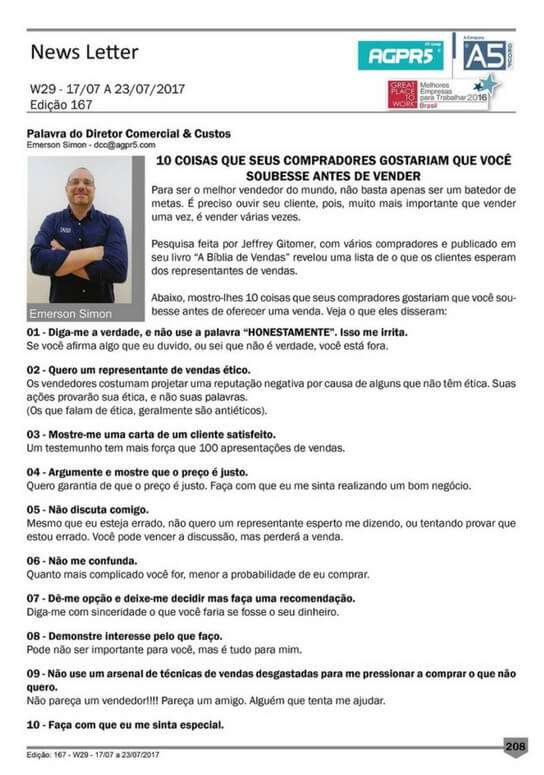 News Letter
AGPR5
A5
W29 - 17/07 A 23/07/2017
Edição 167
GREAT
PLACE
TO
WORK
Melhores
Empresas
para Trabalhar 2016
Brasil
Palavra do Diretor Comercial & Custos
Emerson Simon - dcc@agpr5.com
10 COISAS QUE SEUS COMPRADORES GOSTARIAM QUE VOCÊ
SOUBESSE ANTES DE VENDER
Para ser o melhor vendedor do mundo, não basta apenas ser um batedor de
metas. É preciso ouvir seu cliente, pois, muito mais importante que vender
uma vez, é vender várias vezes.
Pesquisa feita por Jeffrey Gitomer, com vários compradores e publicado em
seu livro “A Bíblia de Vendas” revelou uma lista de o que os clientes esperam
dos representantes de vendas.
Abaixo, mostro-lhes 10 coisas que seus compradores gostariam que você sou-
besse antes de oferecer uma venda. Veja o que eles disseram:
Emerson Simon
01 - Diga-me a verdade, e não use a palavra “HONESTAMENTE”. Isso me irrita.
Se você afirma algo que eu duvido, ou sei que não é verdade, você está fora.
02 - Quero um representante de vendas ético.
Os vendedores costumam projetar uma reputação negativa por causa de alguns que não têm ética. Suas
ações provarão sua ética, e não suas palavras.
(Os que falam de ética, geralmente são antiéticos).
03 - Mostre-me uma carta de um cliente satisfeito.
Um testemunho tem mais força que 100 apresentações de vendas.
04 - Argumente e mostre que o preço é justo.
Quero garantia de que o preço é justo. Faça com que eu me sinta realizando um bom negócio.
05 - Não discuta comigo.
Mesmo que eu esteja errado, não quero um representante esperto me dizendo, ou tentando provar que
estou errado. Você pode vencer a discussão, mas perderá a venda.
06 - Não me confunda.
Quanto mais complicado você for, menor a probabilidade de eu comprar.
07 - Dê-me opção e deixe-me decidir mas faça uma recomendação.
Diga-me com sinceridade o que você faria se fosse o seu dinheiro.
08 - Demonstre interesse pelo que faço.
Pode não ser importante para você, mas é tudo para mim.
09 - Não use um arsenal de técnicas de vendas desgastadas para me pressionar a comprar o que não
quero.
Não pareça um vendedor!!!! Pareça um amigo. Alguém que tenta me ajudar.
10 - Faça com que eu me sinta especial.
208
Edição: 167 - W29 - 17/07 a 23/07/2017